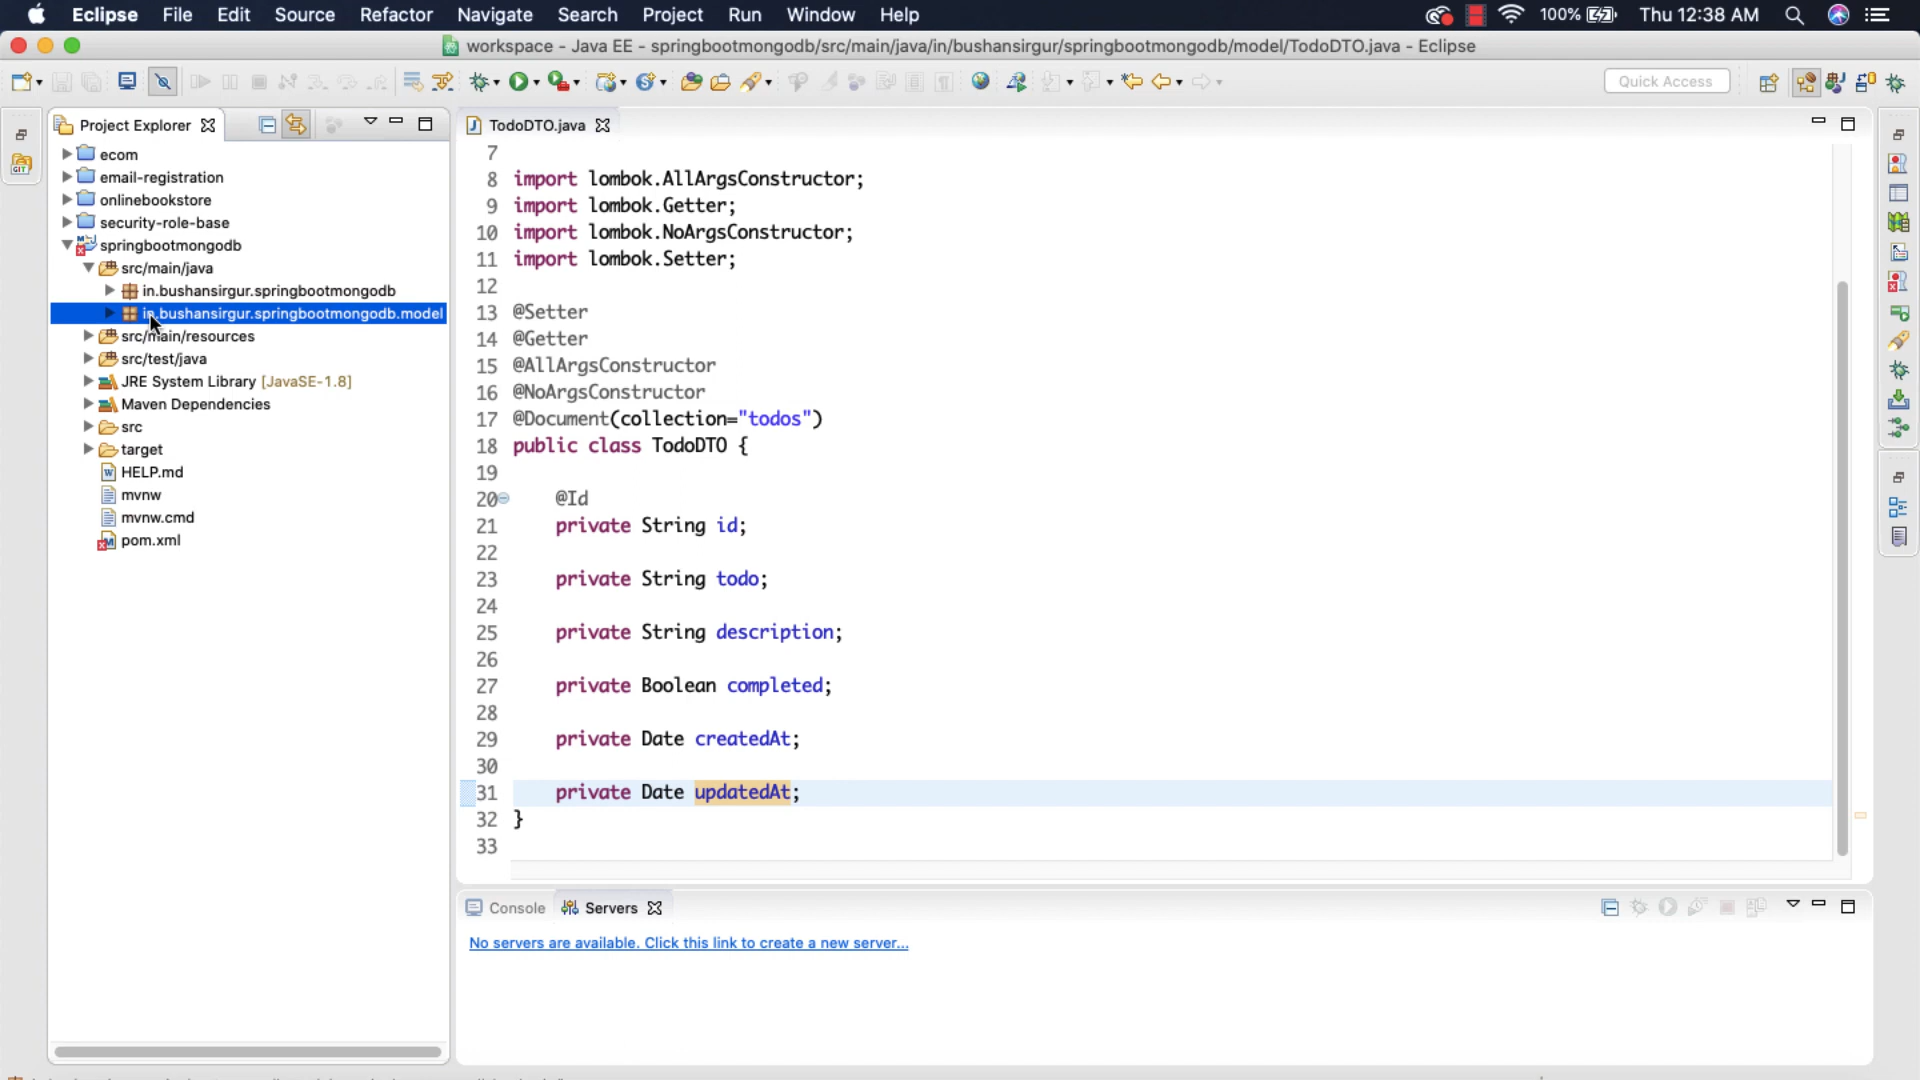 Eclipse File Edit Source Refactor Navigate Search Project Run Window Help 100% Thu 12:38 AM
workspace - Java EE - springbootmongodb/src/main/java/in/bushansirgur/springbootmongodb/model/TodoDTO.java - Eclipse
Quick Access
Project Explorer
GIT
ecom
email-registration
onlinebookstore
security-role-base
springbootmongodb
src/main/java
in.bushansirgur.springbootmongodb
in.bushansirgur.springbootmongodb.model
src/main/resources
src/test/java
JRE System Library [JavaSE-1.8]
Maven Dependencies
src
target
HELP.md
mvnw
mvnw.cmd
pom.xml
TodoDTO.java
7
8 import lombok.AllArgsConstructor;
9 import lombok.Getter;
10 import lombok.NoArgsConstructor;
11 import lombok.Setter;
12
13 @Setter
14 @Getter
15 @AllArgsConstructor
16 @NoArgsConstructor
17 @Document(collection="todos")
18 public class TodoDTO {
19
20 @Id
21 private String id;
22
23 private String todo;
24
25 private String description;
26
27 private Boolean completed;
28
29 private Date createdAt;
30
31 private Date updatedAt;
32 }
33
Console Servers
No servers are available. Click this link to create a new server...